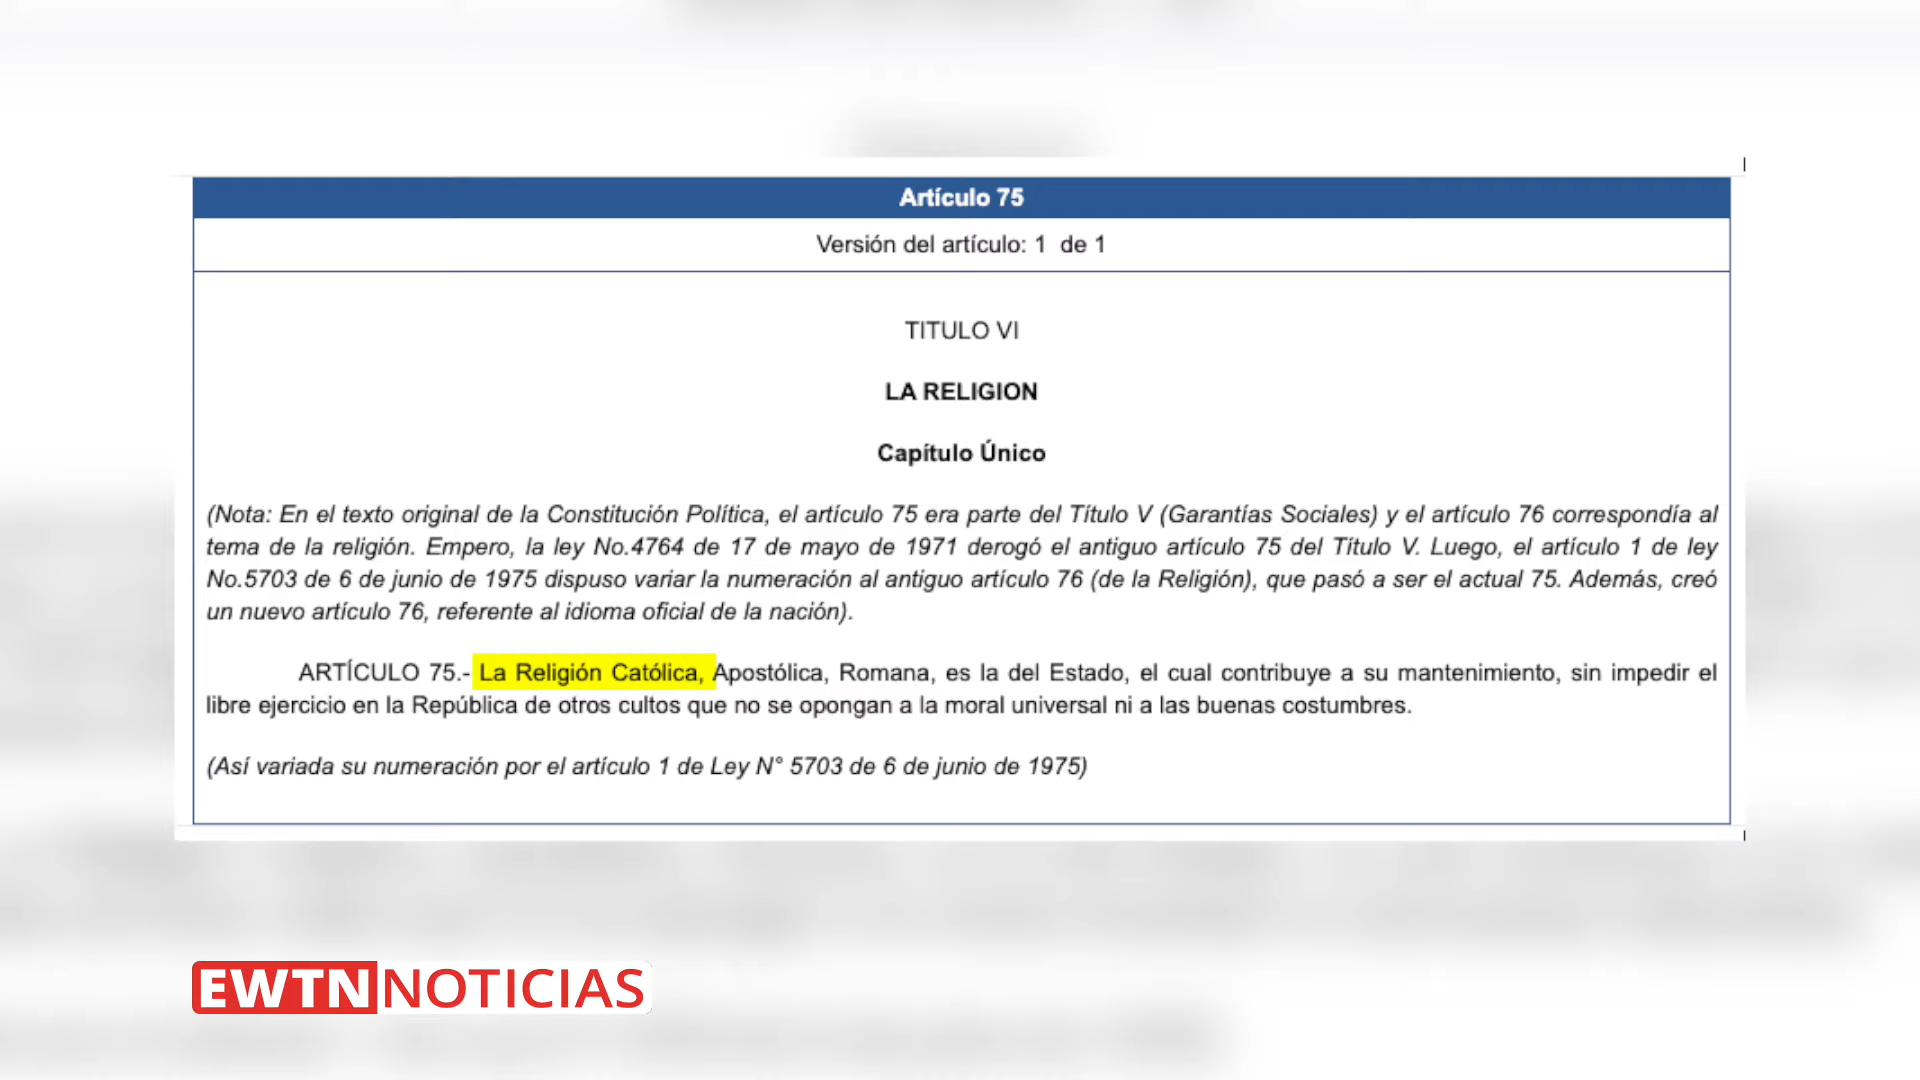 Artículo 75
Versión del artículo: 1 de 1
TITULO VI
LA RELIGION
Capítulo Único
(Nota: En el texto original de la Constitución Política, el artículo 75 era parte del Título V (Garantías Sociales) y el artículo 76 correspondía al
tema de la religión. Empero, la ley No.4764 de 17 de mayo de 1971 derogó el antiguo artículo 75 del Título V. Luego, el artículo 1 de ley
No.5703 de 6 de junio de 1975 dispuso variar la numeración al antiguo artículo 76 (de la Religión), que pasó a ser el actual 75. Además, creó
un nuevo artículo 76, referente al idioma oficial de la nación).
ARTÍCULO 75.- La Religión Católica, Apostólica, Romana, es la del Estado, el cual contribuye a su mantenimiento, sin impedir el
libre ejercicio en la República de otros cultos que no se opongan a la moral universal ni a las buenas costumbres.
(Así variada su numeración por el artículo 1 de Ley N° 5703 de 6 de junio de 1975)
EWTN NOTICIAS